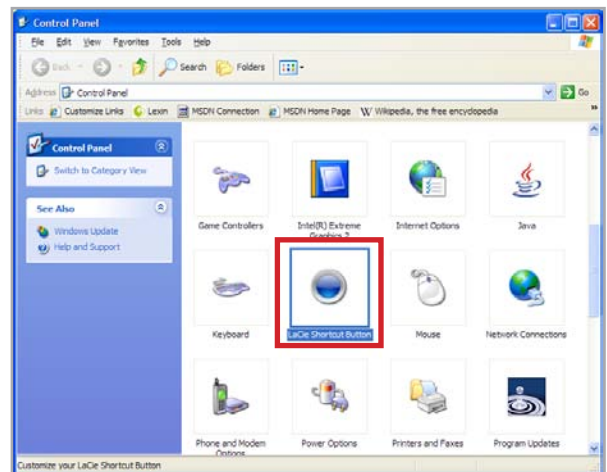 Control Panel
File Edit View Favorites Tools Help
Back Search Folders
Address Control Panel Go
Links Customize Links Lexin MSDN Connection MSDN Home Page Wikipedia, the free encyclopedia »
Control Panel
Switch to Category View
See Also
Windows Update
Help and Support
Game Controllers Intel(R) Extreme Graphics 2 Internet Options Java
Keyboard LaCie Shortcut Button Mouse Network Connections
Phone and Modem Options Power Options Printers and Faxes Program Updates
Customize your LaCie Shortcut Button